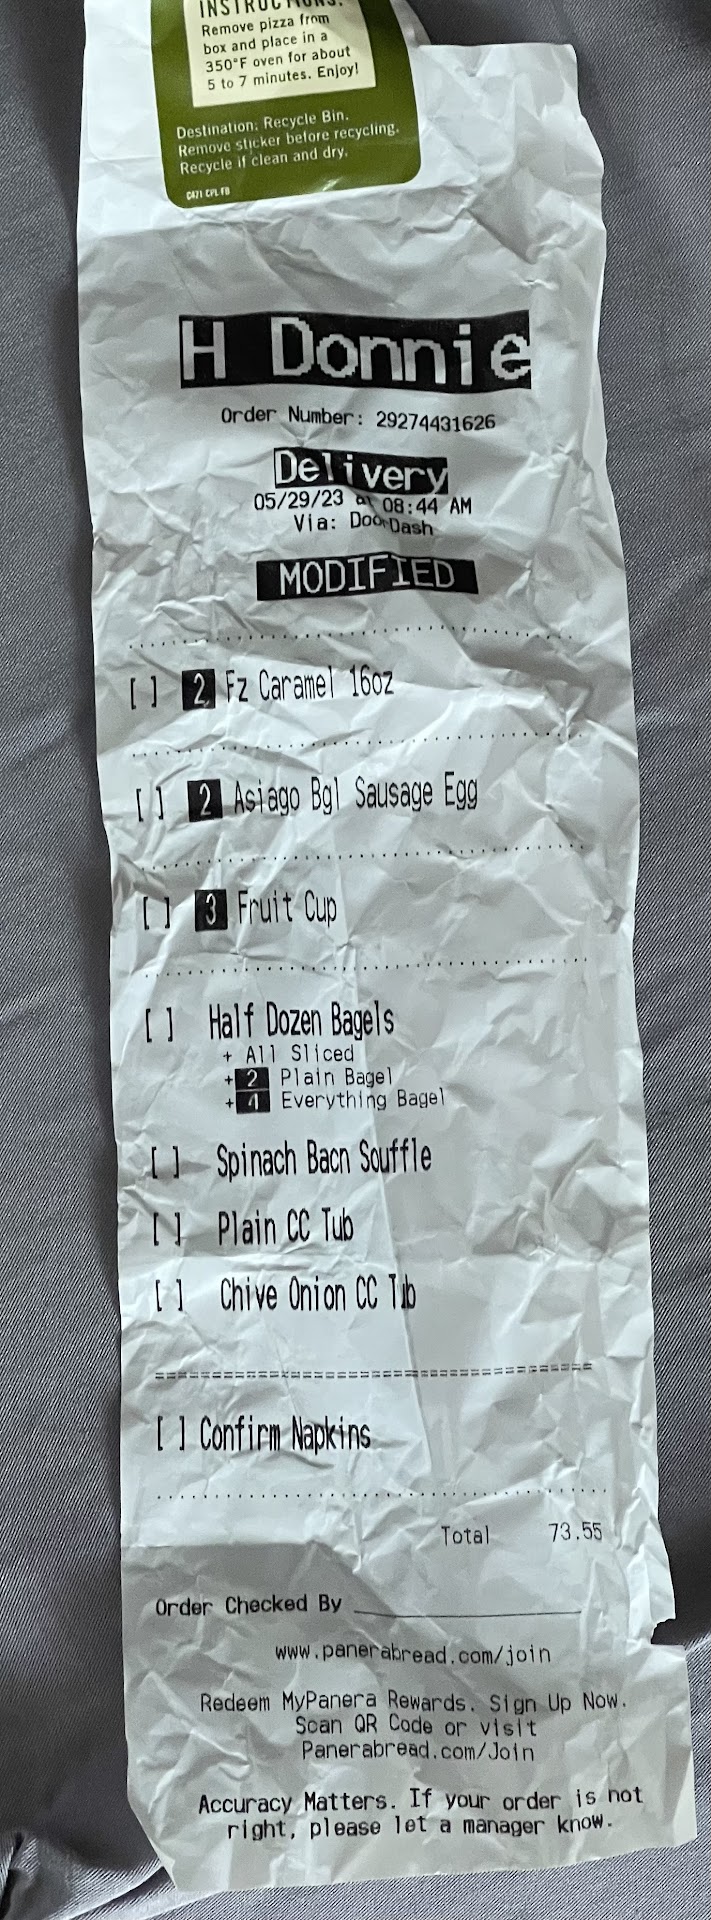 INSTRUCTIONS:
Remove pizza from
box and place in a
350°F oven for about
5 to 7 minutes. Enjoy!
Destination: Recycle Bin.
Remove sticker before recycling.
Recycle if clean and dry.
CA71 CPL FB
H Donnie
Order Number: 29274431626
Delivery
05/29/23 at 08:44 AM
Via: DoorDash
MODIFIED
[ ] 2 Fz Caramel 16oz
[ ] 2 Asiago Bgl Sausage Egg
[ ] 3 Fruit Cup
[ ] Half Dozen Bagels
+ All Sliced
+ 2 Plain Bagel
+ 4 Everything Bagel
[ ] Spinach Bacn Souffle
[ ] Plain CC Tub
[ ] Chive Onion CC Tub
[ ] Confirm Napkins
Total 73.55
Order Checked By
www.panerabread.com/join
Redeem MyPanera Rewards. Sign Up Now.
Scan QR Code or visit
Panerabread.com/Join
Accuracy Matters. If your order is not
right, please let a manager know.